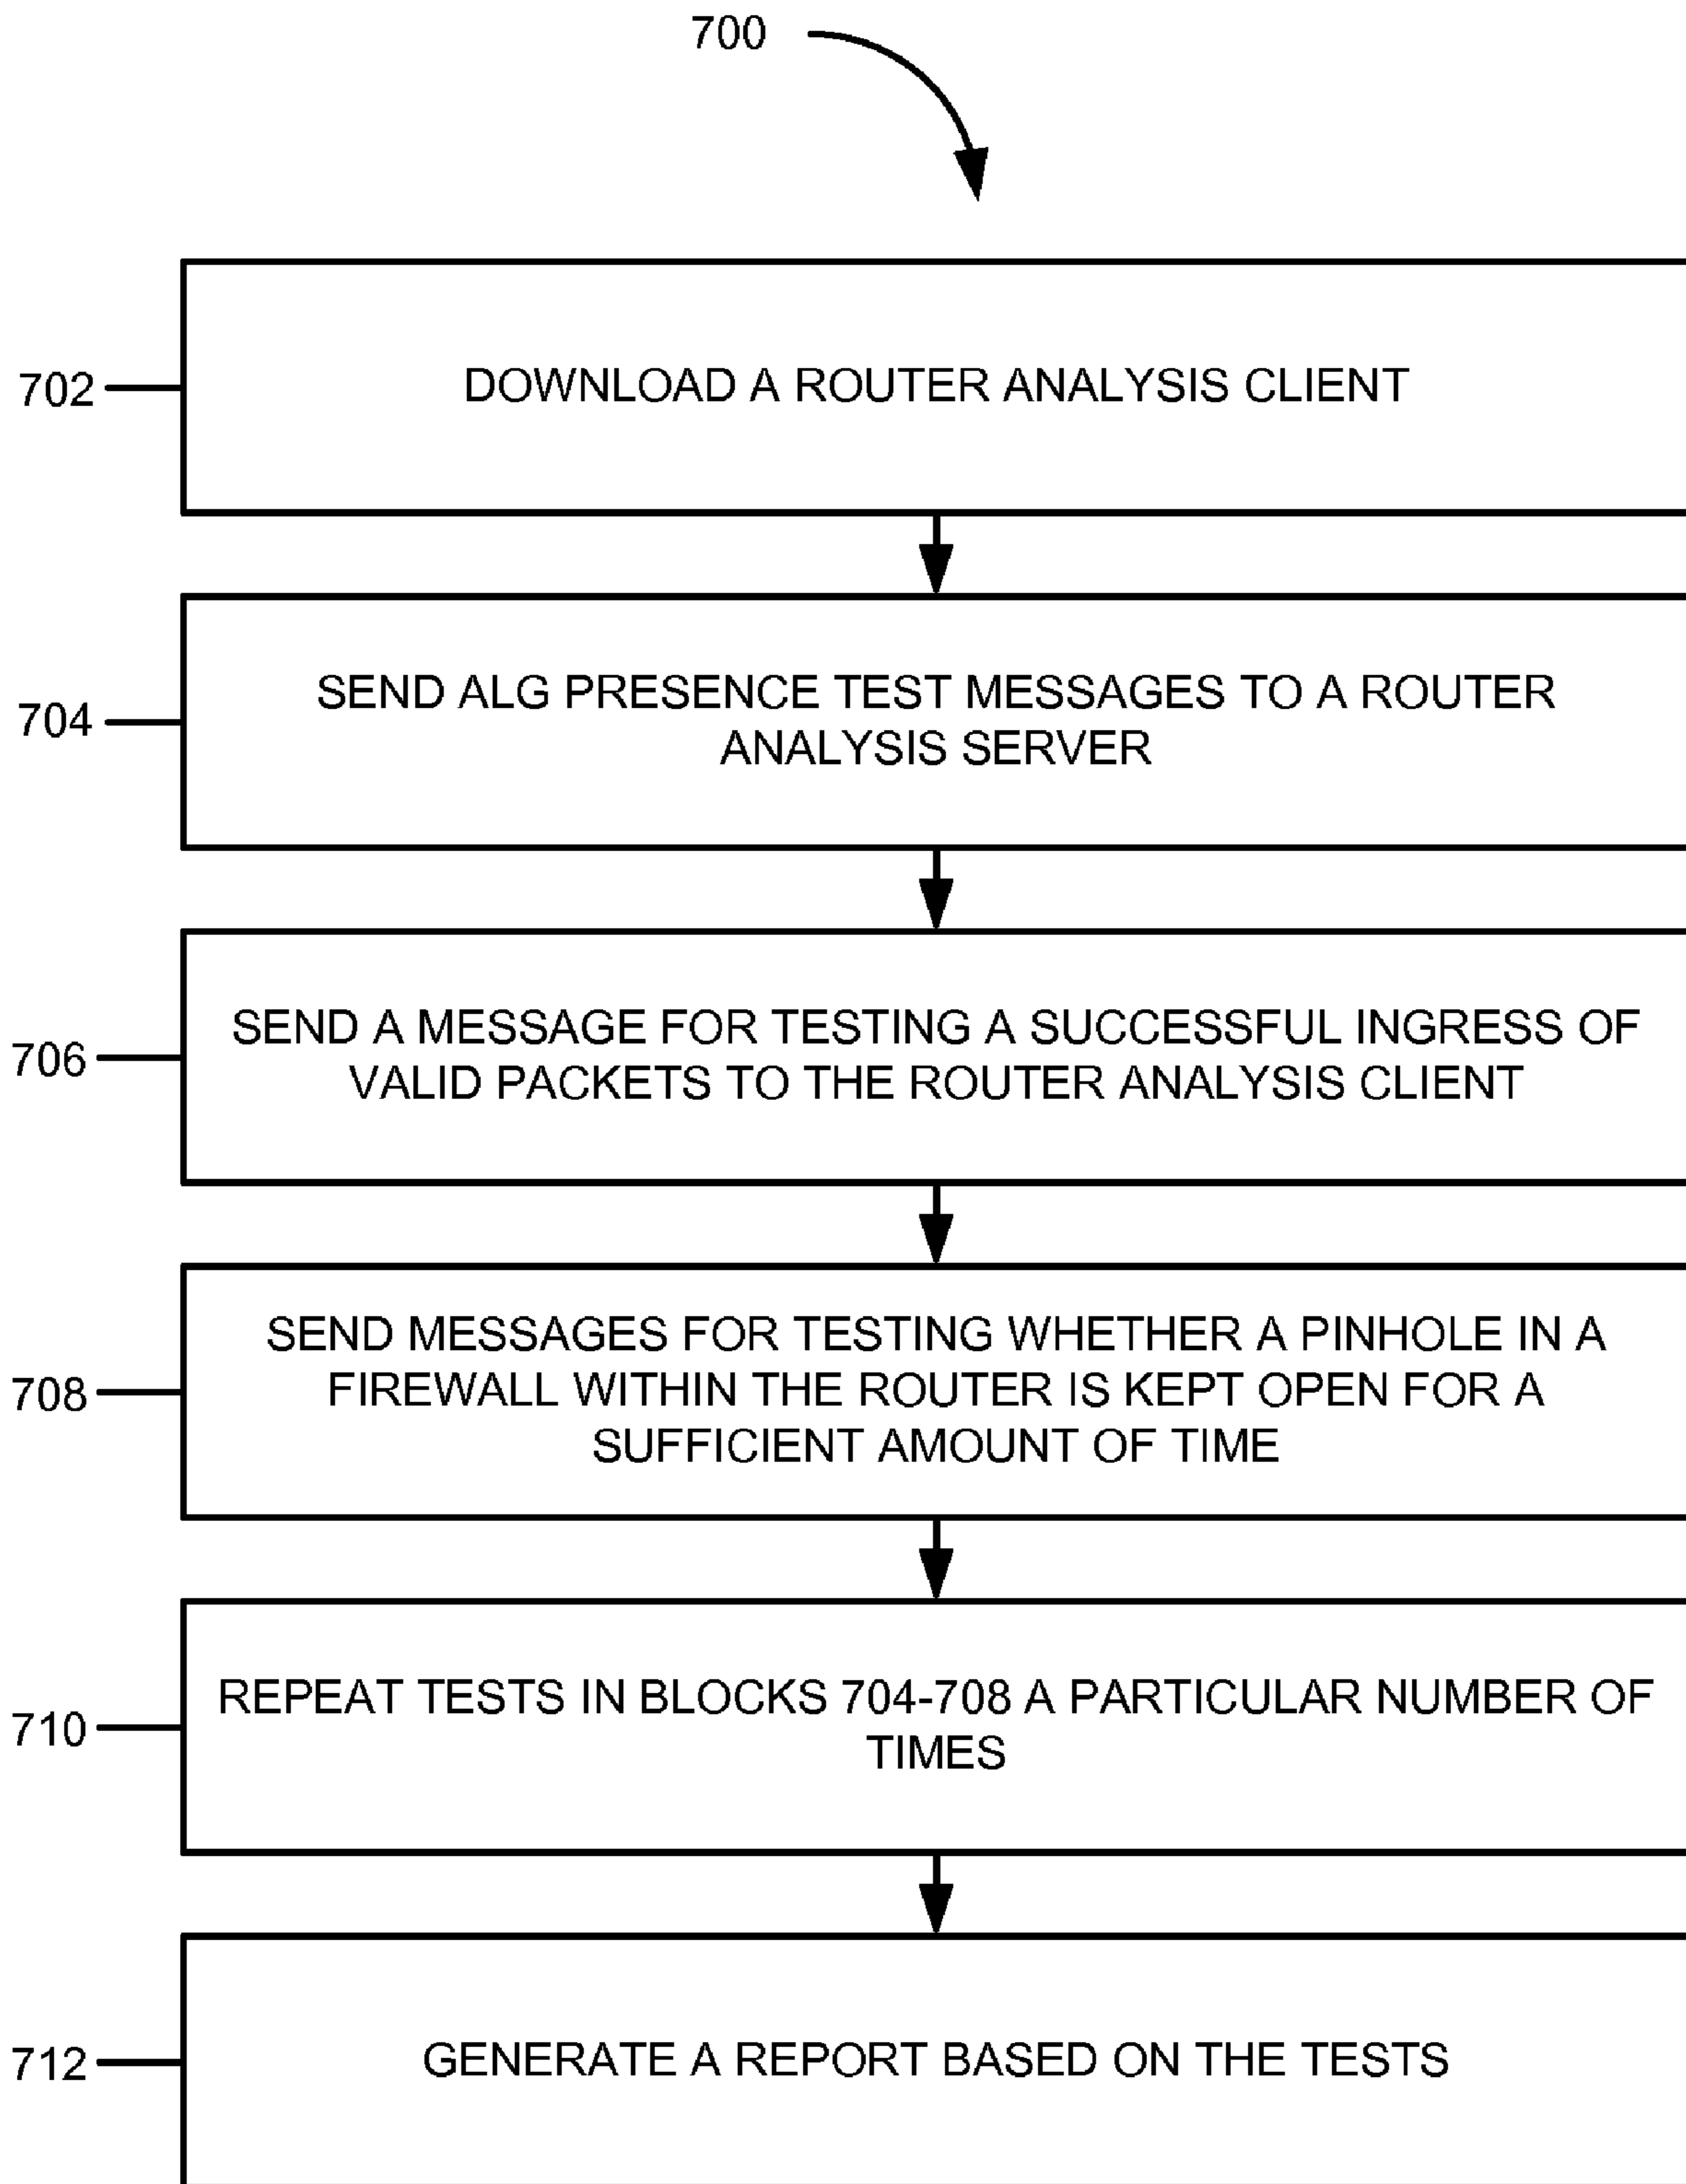 700
702
DOWNLOAD A ROUTER ANALYSIS CLIENT
704
SEND ALG PRESENCE TEST MESSAGES TO A ROUTER
ANALYSIS SERVER
706
SEND A MESSAGE FOR TESTING A SUCCESSFUL INGRESS OF
VALID PACKETS TO THE ROUTER ANALYSIS CLIENT
708
SEND MESSAGES FOR TESTING WHETHER A PINHOLE IN A
FIREWALL WITHIN THE ROUTER IS KEPT OPEN FOR A
SUFFICIENT AMOUNT OF TIME
710
REPEAT TESTS IN BLOCKS 704-708 A PARTICULAR NUMBER OF
TIMES
712
GENERATE A REPORT BASED ON THE TESTS